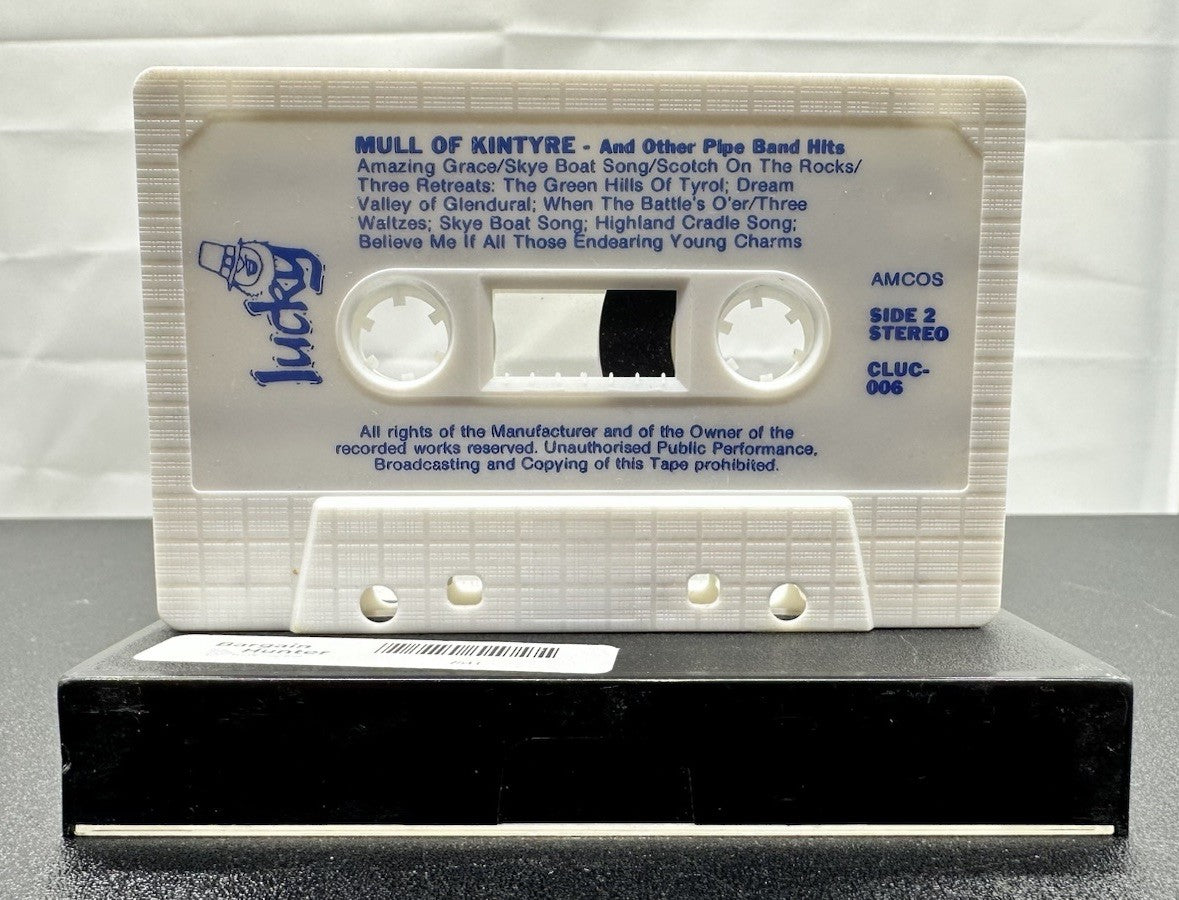 MULL OF KINTYRE - And Other Pipe Band Hits
Amazing Grace/Skye Boat Song/Scotch On The Rocks/
Three Retreats: The Green Hills Of Tyrol; Dream
Valley of Glendural; When The Battle's O'er/Three
Waltzes; Skye Boat Song; Highland Cradle Song;
Believe Me If All Those Endearing Young Charms
lucky
AMCOS
SIDE 2
STEREO
CLUC-
006
All rights of the Manufacturer and of the Owner of the
recorded works reserved. Unauthorised Public Performance,
Broadcasting and Copying of this Tape prohibited.
Bargain
Hunter